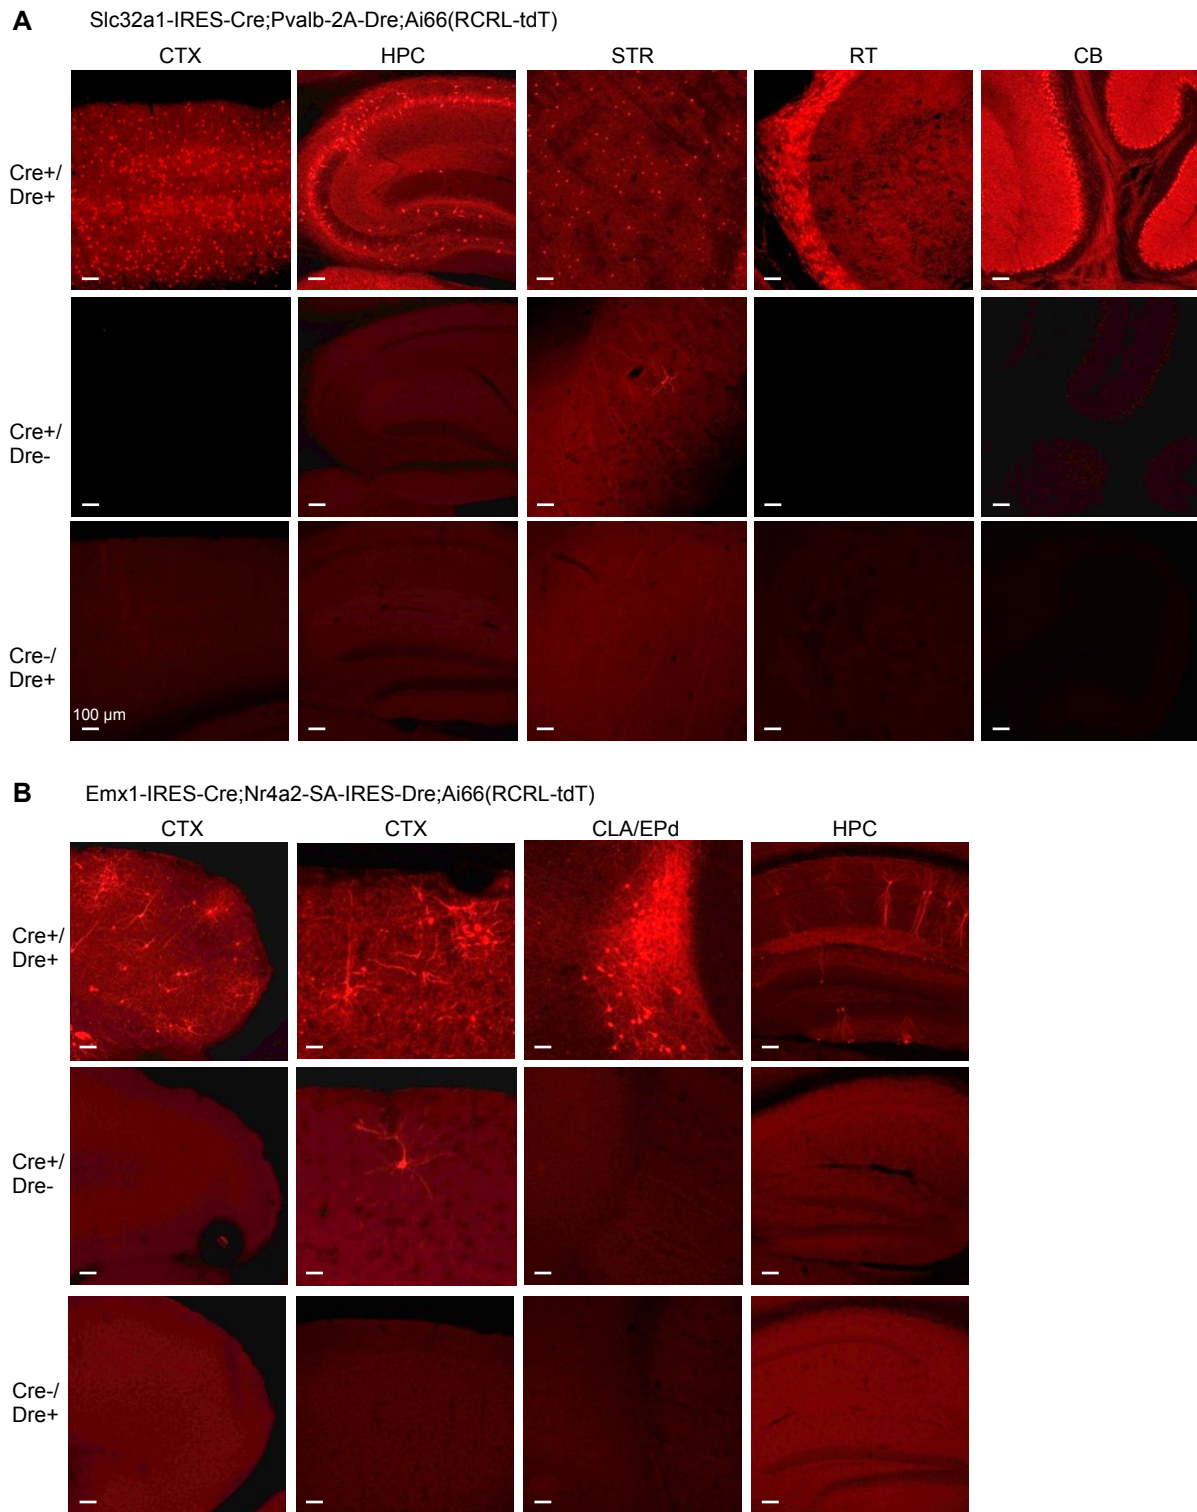 A Slc32a1-IRES-Cre;Pvalb-2A-Dre;Ai66(RCRL-tdT)
CTX HPC STR RT CB
Cre+/
Dre+
Cre+/
Dre-
Cre-/
Dre+
100 µm
B Emx1-IRES-Cre;Nr4a2-SA-IRES-Dre;Ai66(RCRL-tdT)
CTX CTX CLA/EPd HPC
Cre+/
Dre+
Cre+/
Dre-
Cre-/
Dre+